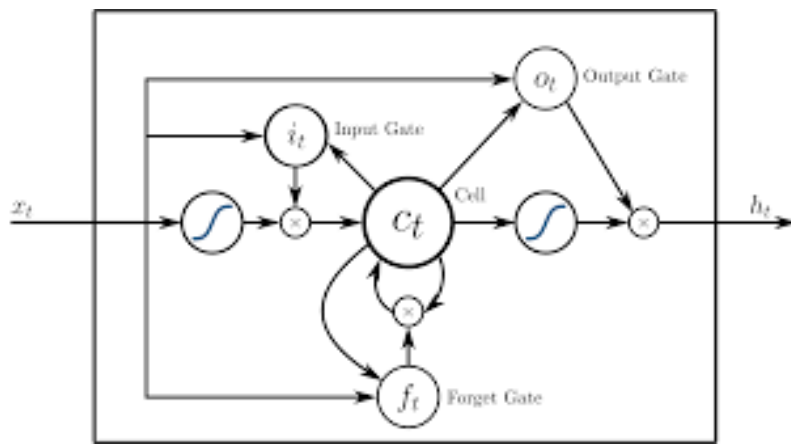 o_t Output Gate
i_t Input Gate
x_t
Cell
h_t
×
c_t
×
×
f_t Forget Gate